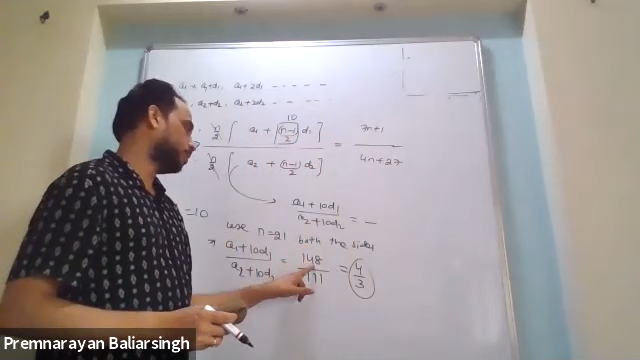 a₁ + a₁+d₁, a₁+2d₁ - - - - -
a₂+d₂, a₂+2d₂ - - - - -
10
n/2 [ a₁ + (n-1)/2 d₁ ] = 7n+1
n/2 [ a₂ + (n-1)/2 d₂ ] 4n+27
(a₁+10d₁)/(a₂+10d₂) = —
=10
use n=21 both the sides
⇒ (a₁+10d₁)/(a₂+10d₂) = 148/111 = 4/3
Premnarayan Baliarsingh